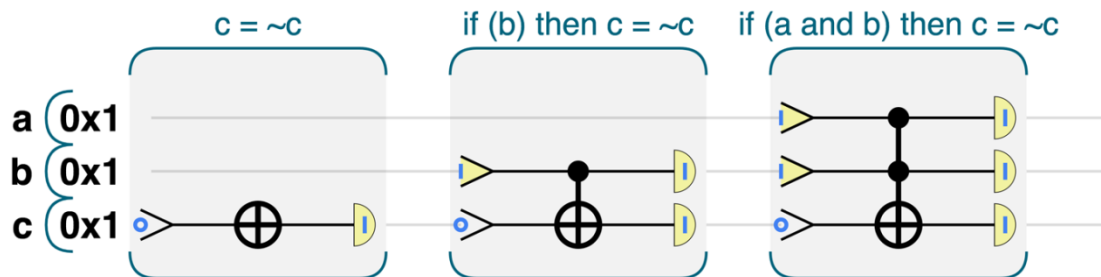 c = ~c if (b) then c = ~c if (a and b) then c = ~c
a 0x1
b 0x1
c 0x1